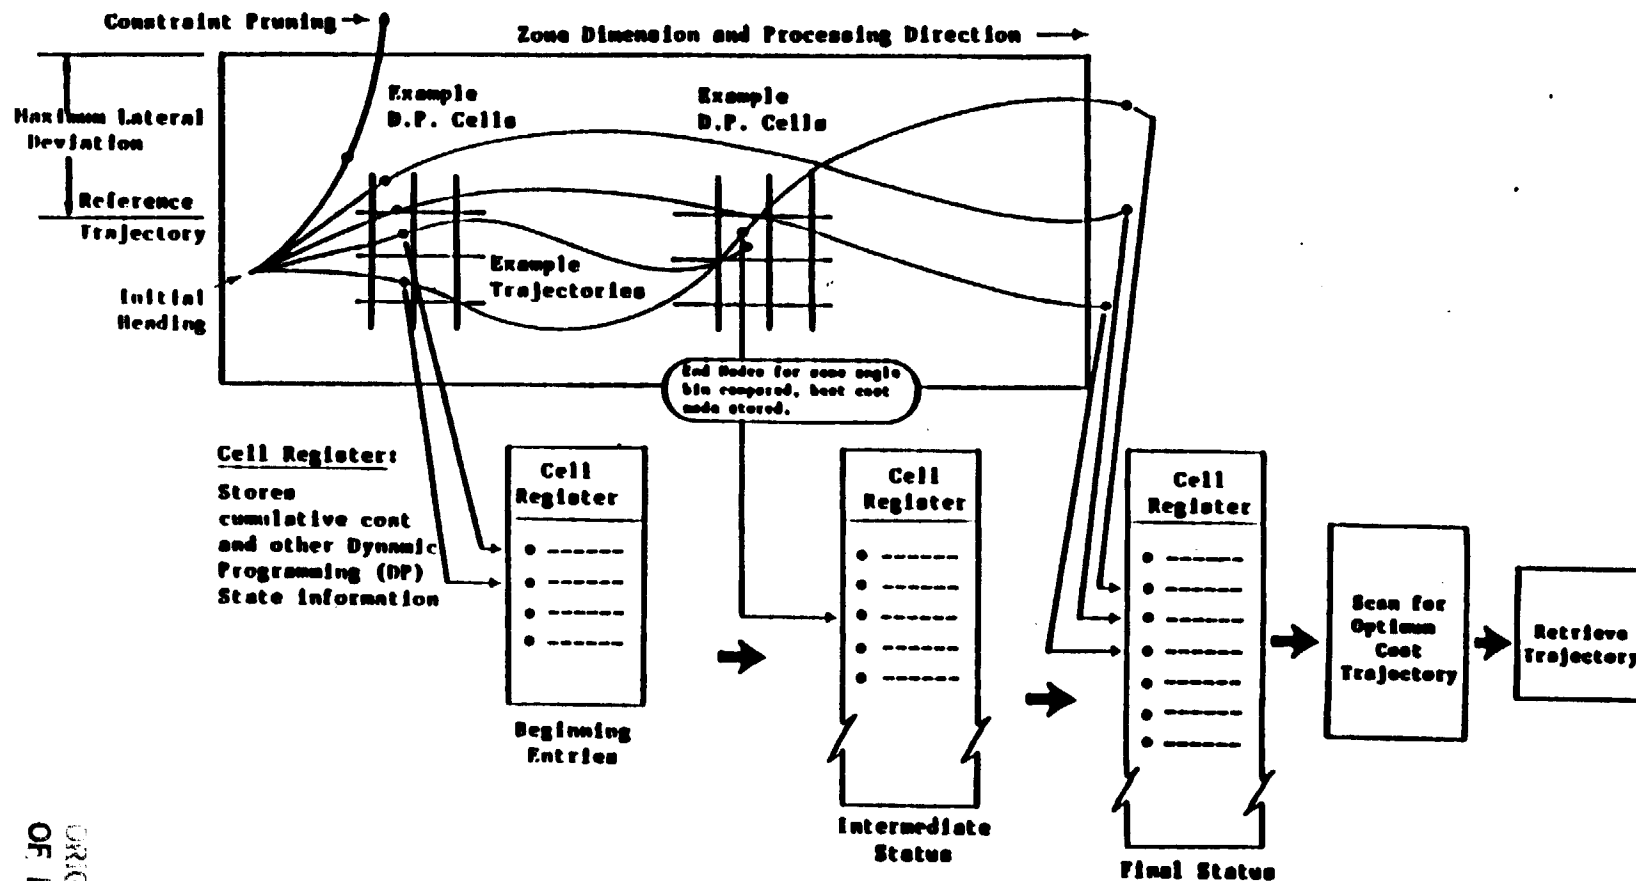 Constraint Pruning
Zone Dimension and Processing Direction
Maximum Lateral
Deviation
Example
D.P. Cells
Example
D.P. Cells
Reference
Trajectory
Example
Trajectories
Initial
Heading
End Nodes for same angle
bin compared, best cost
node stored.
Cell Register:
Stores
cumulative cost
and other Dynamic
Programming (DP)
State information
Cell
Register
Cell
Register
Cell
Register
Scan for
Optimum
Cost
Trajectory
Retrieve
Trajectory
Beginning
Entries
Intermediate
Status
Final Status
OF